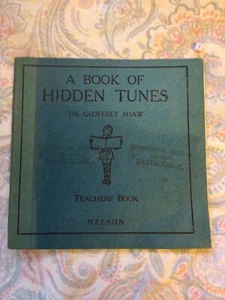 A BOOK OF
HIDDEN TUNES
DR. GEOFFREY SHAW
TEACHERS' BOOK
NELSON